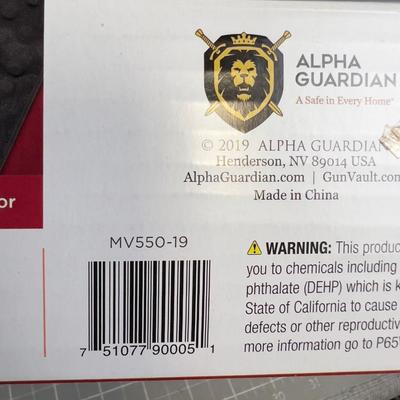 ALPHA
GUARDIAN
A Safe in Every Home®
© 2019 ALPHA GUARDIAN
Henderson, NV 89014 USA
AlphaGuardian.com | GunVault.com
Made in China
or
MV550-19
7 51077 90005 1
⚠ WARNING: This produc
you to chemicals including
phthalate (DEHP) which is k
State of California to cause
defects or other reproductiv
more information go to P65